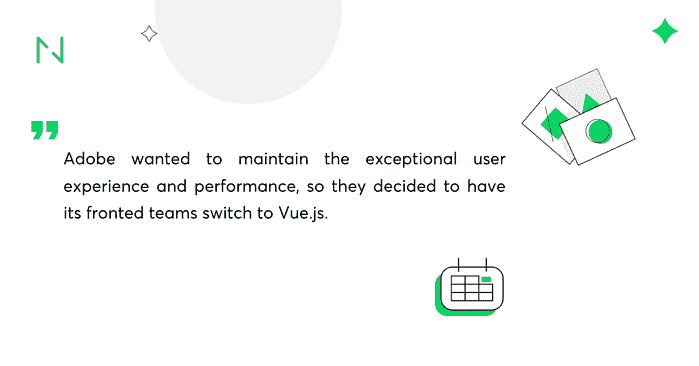 Adobe wanted to maintain the exceptional user
experience and performance, so they decided to have
its fronted teams switch to Vue.js.